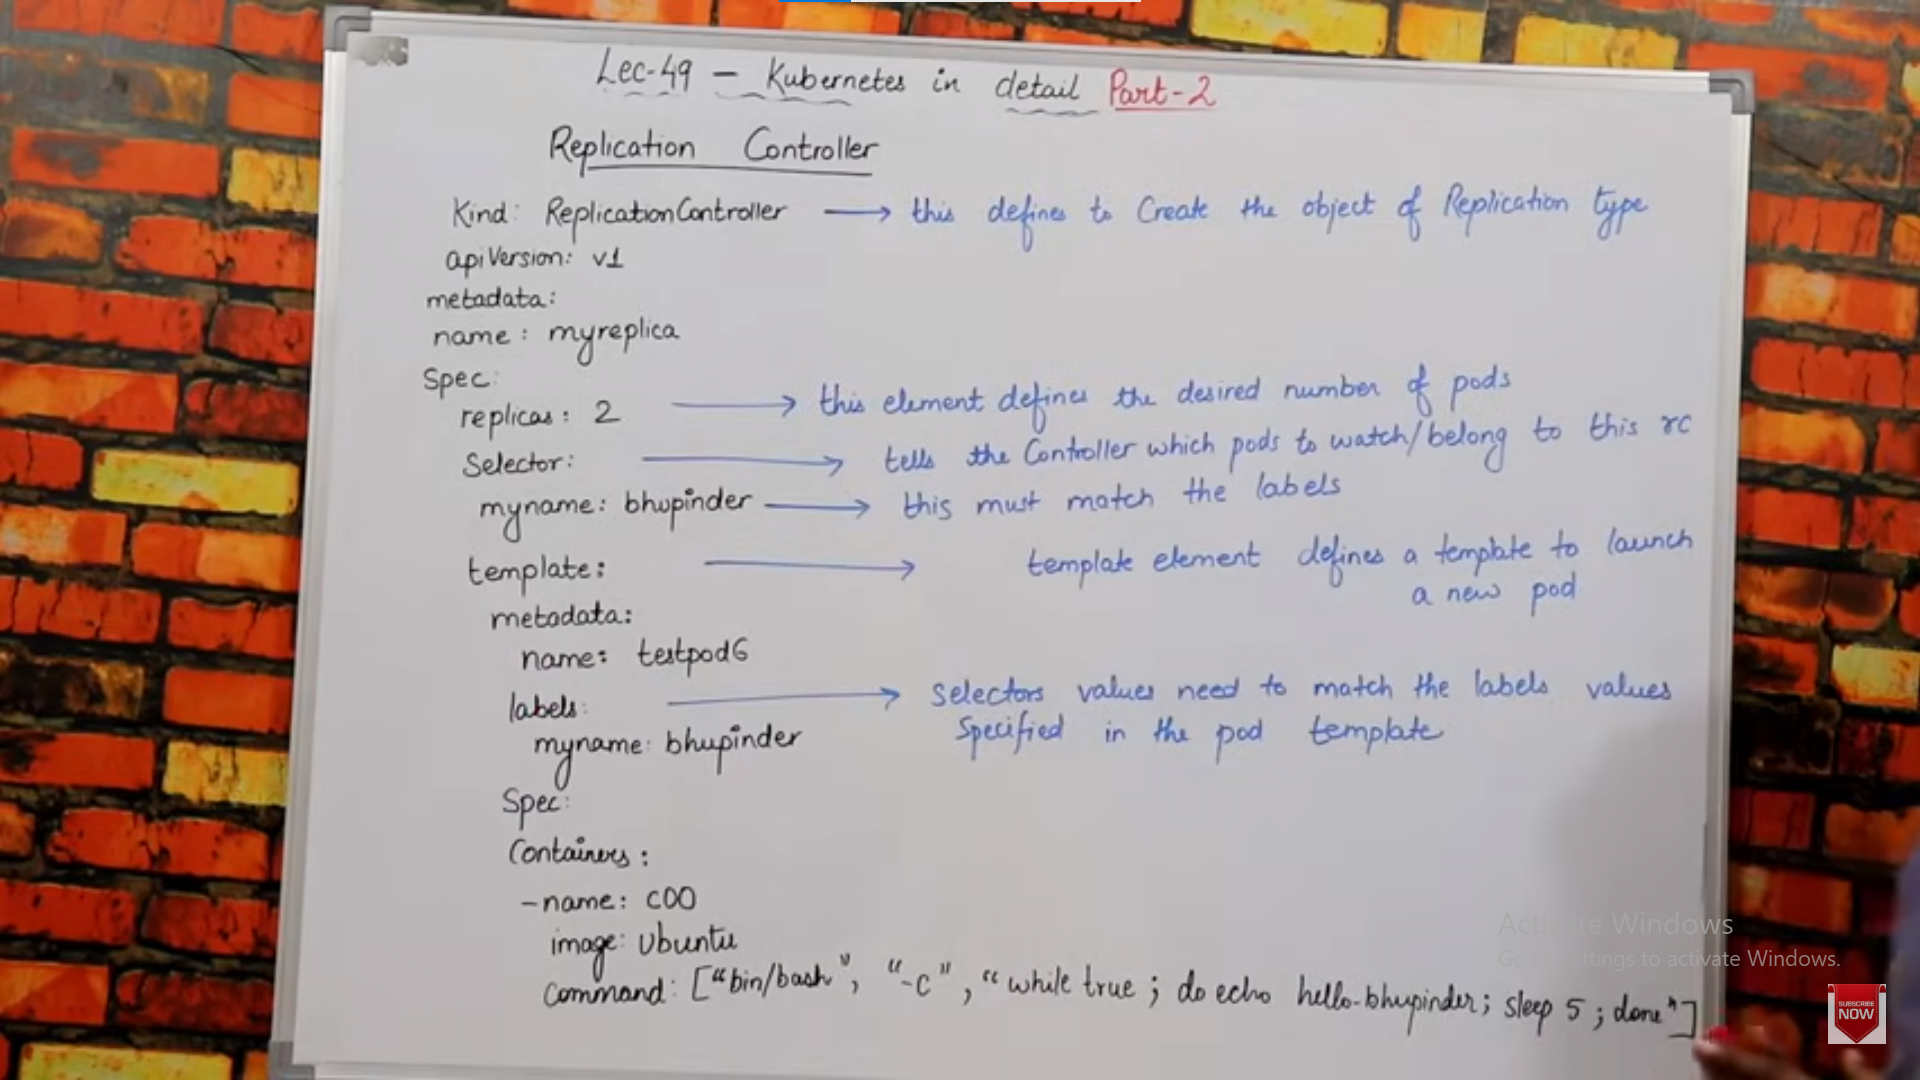 Lec-49 – Kubernetes in detail Part-2
Replication Controller
Kind: ReplicationController → this defines to Create the object of Replication type
apiVersion: v1
metadata:
name: myreplica
Spec:
replicas: 2 → this element defines the desired number of pods
Selector: → tells the Controller which pods to watch/belong to this rc
myname: bhupinder → this must match the labels
template: → template element defines a template to launch
a new pod
metadata:
name: testpod6
labels: → Selectors values need to match the labels values
Specified in the pod template
myname: bhupinder
Spec:
Containers:
-name: c00
image: Ubuntu
Command: ["bin/bash", "-c", "while true; do echo hello-bhupinder; sleep 5; done"]
Activate Windows
Go to Settings to activate Windows.
SUBSCRIBE
NOW